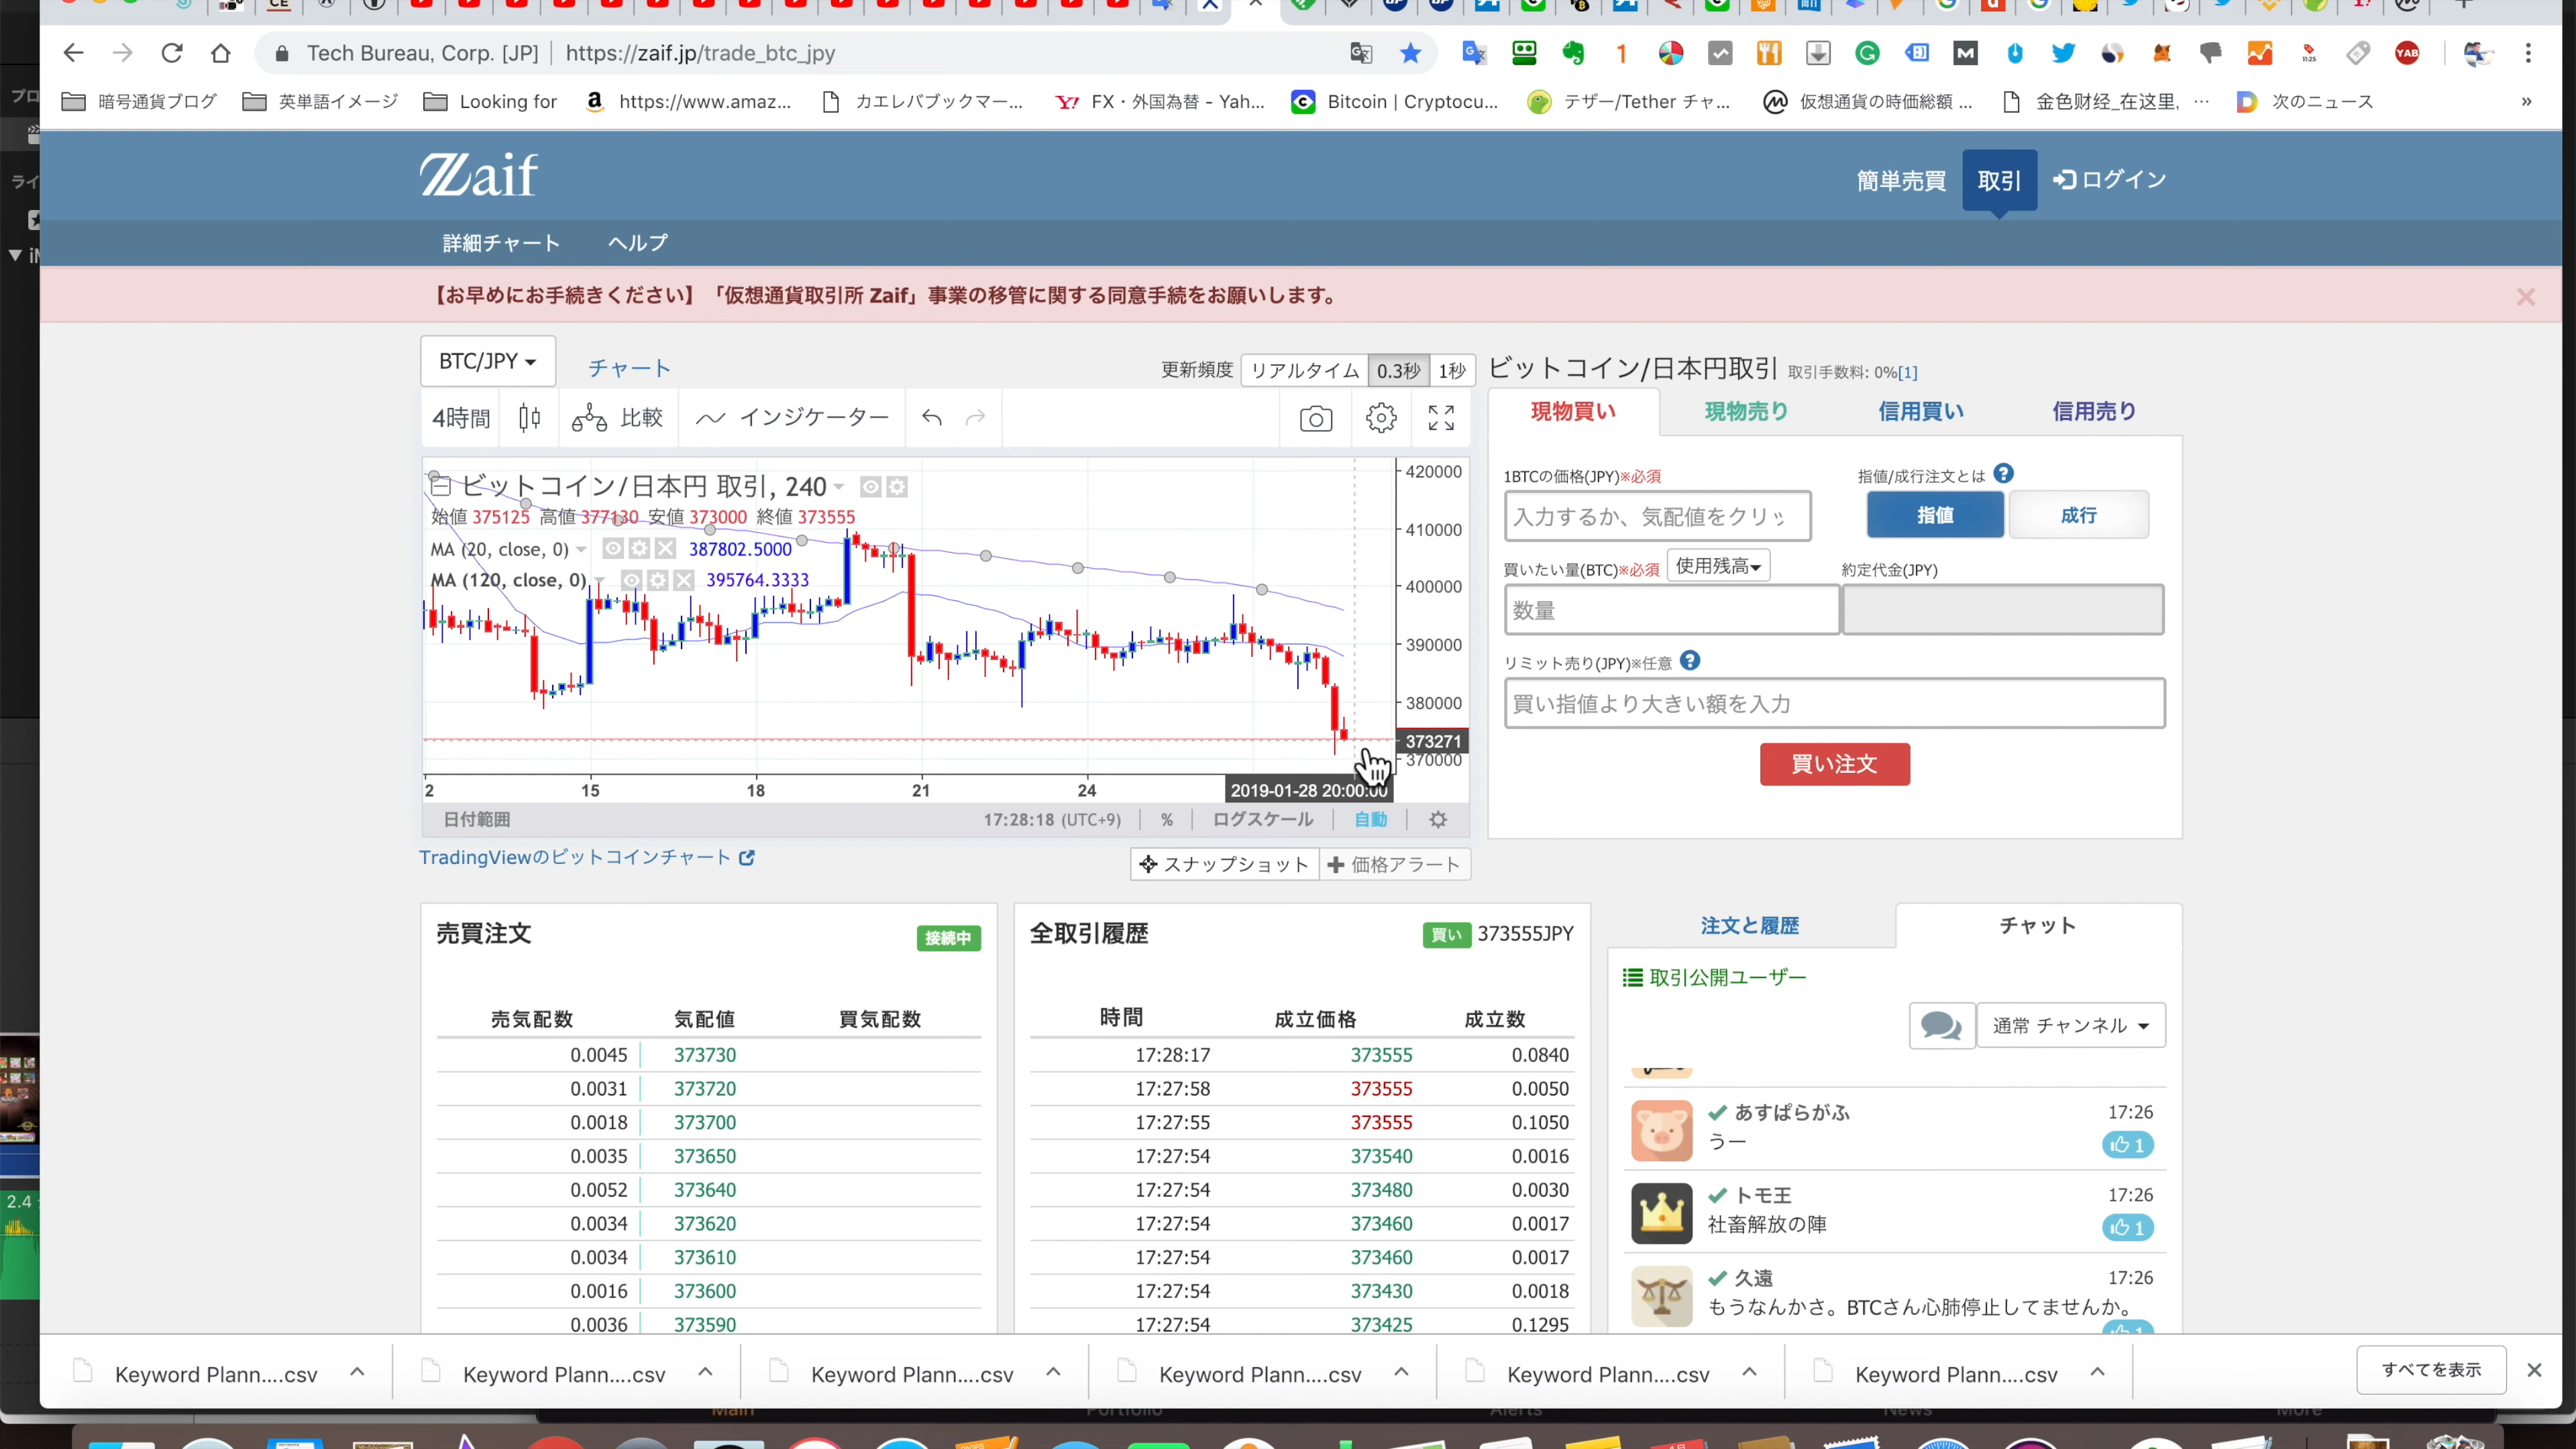 Tech Bureau, Corp. [JP] | https://zaif.jp/trade_btc_jpy
暗号通貨ブログ 英単語イメージ Looking for https://www.amaz... カエレバブックマー... FX・外国為替 - Yah... Bitcoin | Cryptocu... テザー/Tether チャ... 仮想通貨の時価総額 ... 金色财经_在这里, ... 次のニュース »
Zaif
簡単売買 取引 ログイン
詳細チャート ヘルプ
【お早めにお手続きください】「仮想通貨取引所 Zaif」事業の移管に関する同意手続をお願いします。
BTC/JPY チャート 更新頻度 リアルタイム 0.3秒 1秒
4時間 比較 インジケーター
ビットコイン/日本円 取引, 240
始値 375125 高値 377130 安値 373000 終値 373555
MA (20, close, 0) 387802.5000
MA (120, close, 0) 395764.3333
420000
410000
400000
390000
380000
373271
370000
2 15 18 21 24 2019-01-28 20:00:00
日付範囲 17:28:18 (UTC+9) % ログスケール 自動
TradingViewのビットコインチャート
スナップショット 価格アラート
ビットコイン/日本円取引 取引手数料: 0%[1]
現物買い 現物売り 信用買い 信用売り
1BTCの価格(JPY)※必須 指値/成行注文とは
入力するか、気配値をクリッ 指値 成行
買いたい量(BTC)※必須 使用残高 約定代金(JPY)
数量
リミット売り(JPY)※任意
買い指値より大きい額を入力
買い注文
売買注文 接続中
売気配数 気配値 買気配数
0.0045 373730
0.0031 373720
0.0018 373700
0.0035 373650
0.0052 373640
0.0034 373620
0.0034 373610
0.0016 373600
0.0036 373590
全取引履歴 買い 373555JPY
時間 成立価格 成立数
17:28:17 373555 0.0840
17:27:58 373555 0.0050
17:27:55 373555 0.1050
17:27:54 373540 0.0016
17:27:54 373480 0.0030
17:27:54 373460 0.0017
17:27:54 373460 0.0017
17:27:54 373430 0.0018
17:27:54 373425 0.1295
注文と履歴 チャット
取引公開ユーザー
通常 チャンネル
あすぱらがふ 17:26
うー 1
トモ王 17:26
社畜解放の陣 1
久遠 17:26
もうなんかさ。BTCさん心肺停止してませんか。
Keyword Plann....csv Keyword Plann....csv Keyword Plann....csv Keyword Plann....csv Keyword Plann....csv Keyword Plann....csv すべてを表示
2.4